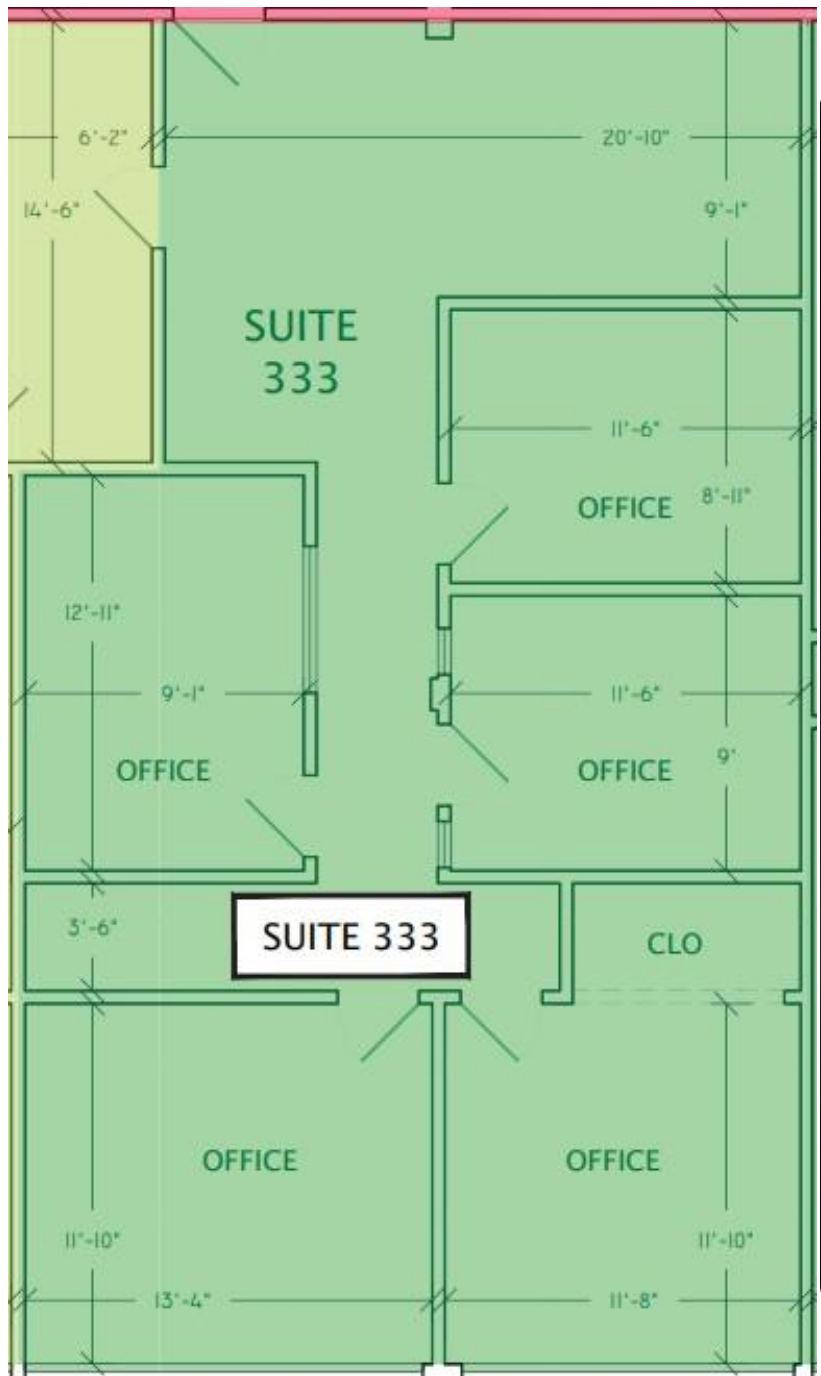 6'-2"
20'-10"
14'-6"
9'-1"
SUITE
333
11'-6"
OFFICE
8'-11"
12'-11"
9'-1"
11'-6"
OFFICE
OFFICE
9'
3'-6"
SUITE 333
CLO
OFFICE
OFFICE
11'-10"
11'-10"
13'-4"
11'-8"